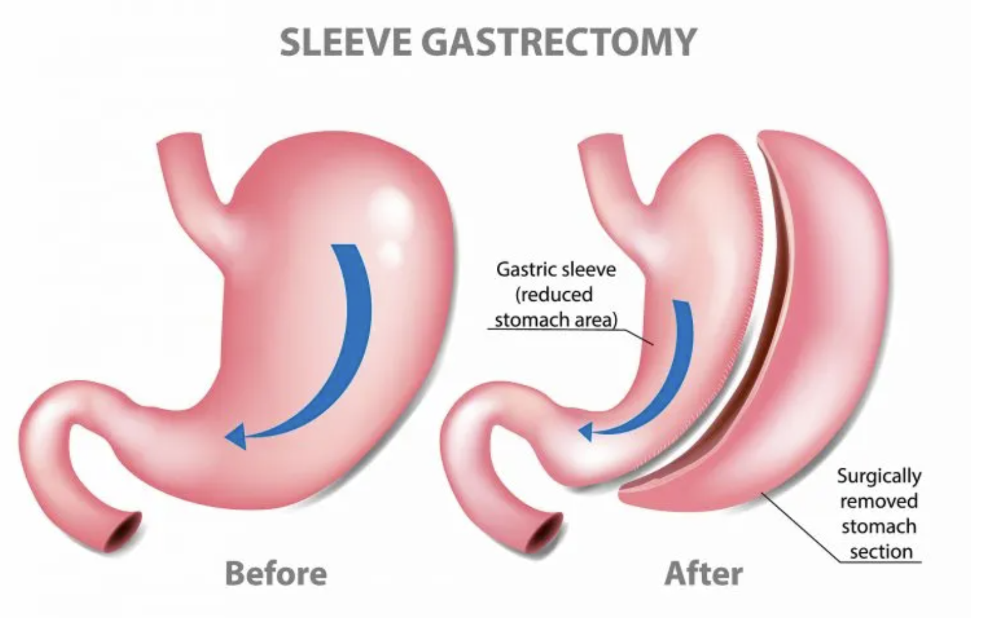 SLEEVE GASTRECTOMY
Gastric sleeve
(reduced
stomach area)
Surgically
removed
stomach
section
Before
After